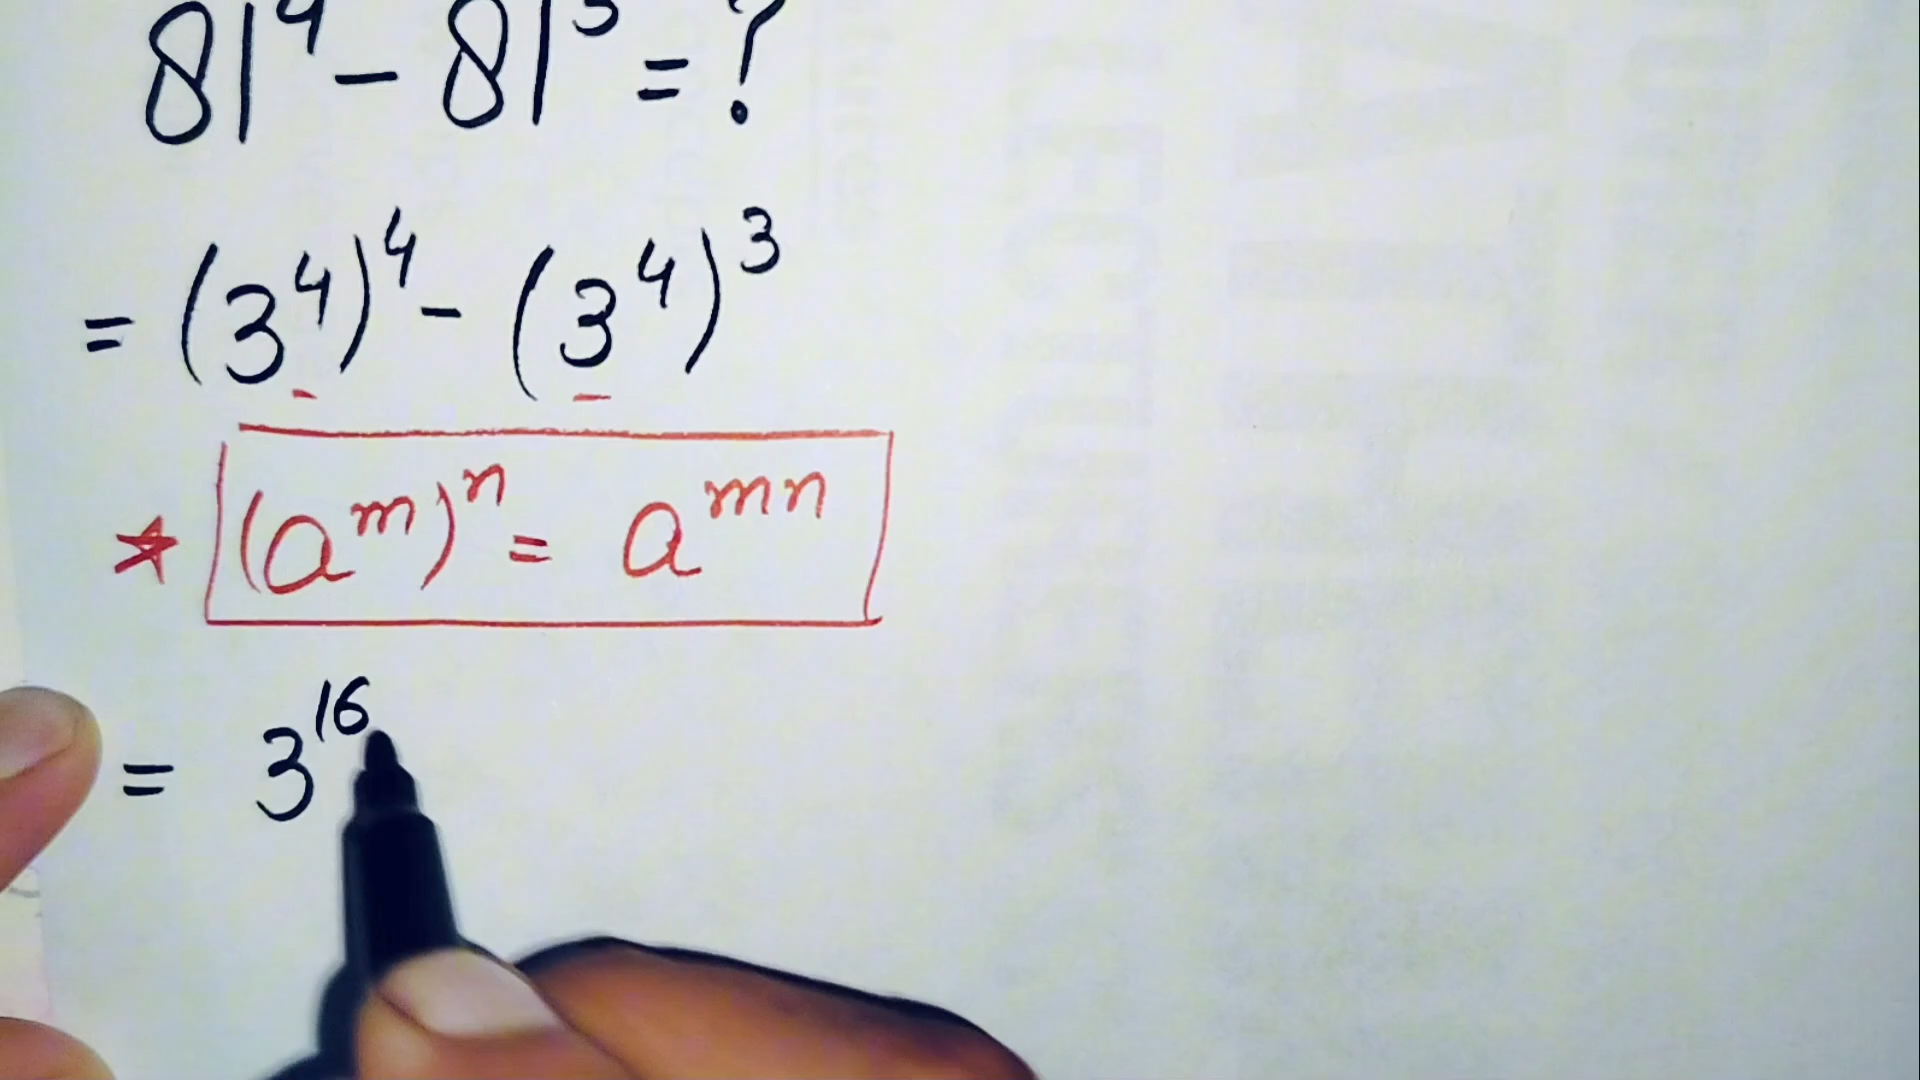 81⁴ - 81³ = ?
= (3⁴)⁴ - (3⁴)³
* (aᵐ)ⁿ = aᵐⁿ
= 3¹⁶